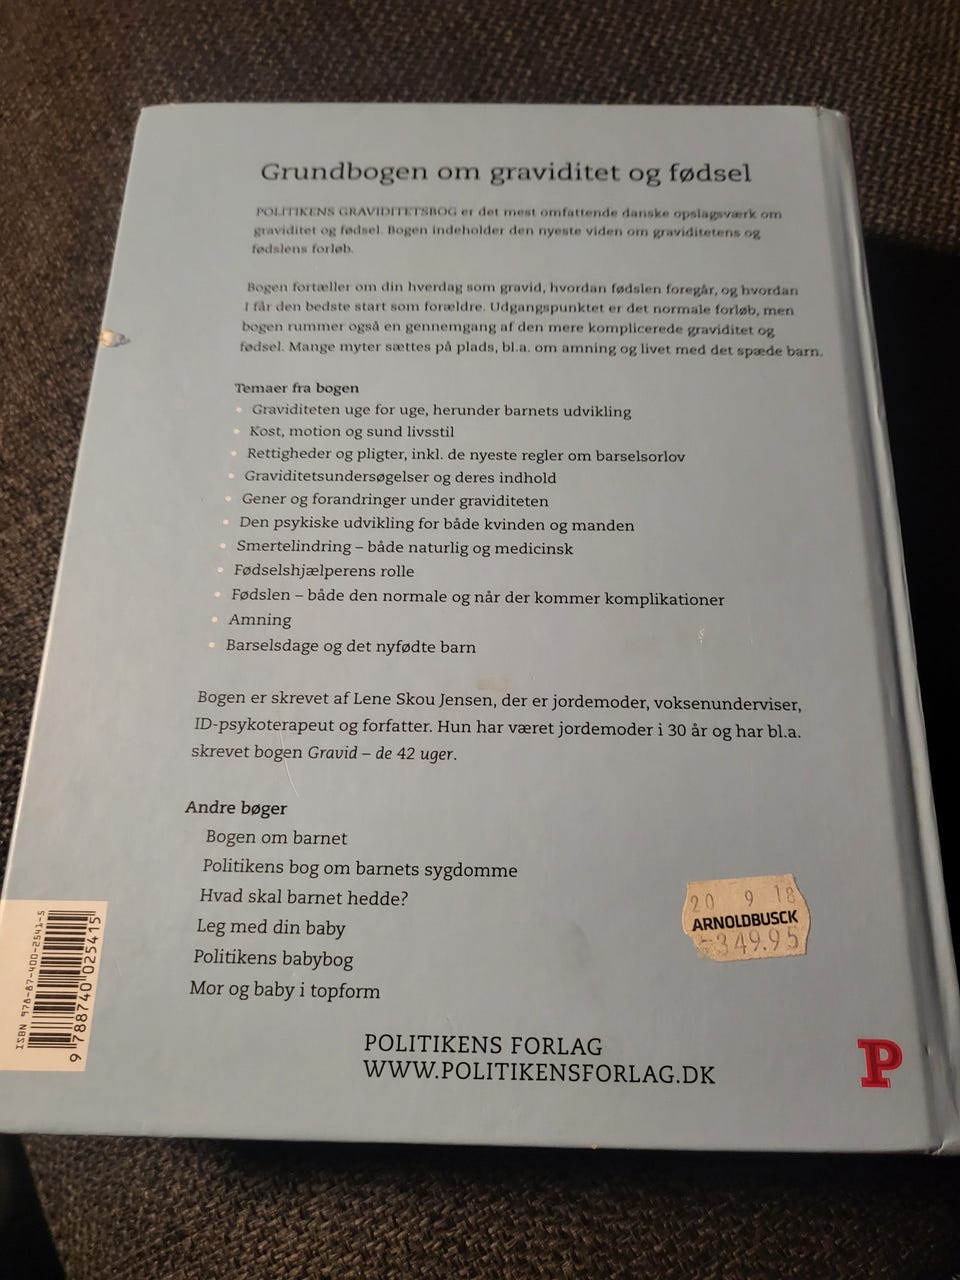 Grundbogen om graviditet og fødsel
POLITIKENS GRAVIDITETSBOG er det mest omfattende danske opslagsværk om
graviditet og fødsel. Bogen indeholder den nyeste viden om graviditetens og
fødslens forløb.
Bogen fortæller om din hverdag som gravid, hvordan fødslen foregår, og hvordan
I får den bedste start som forældre. Udgangspunktet er det normale forløb, men
bogen rummer også en gennemgang af den mere komplicerede graviditet og
fødsel. Mange myter sættes på plads, bl.a. om amning og livet med det spæde barn.
Temaer fra bogen
• Graviditeten uge for uge, herunder barnets udvikling
• Kost, motion og sund livsstil
• Rettigheder og pligter, inkl. de nyeste regler om barselsorlov
• Graviditetsundersøgelser og deres indhold
• Gener og forandringer under graviditeten
• Den psykiske udvikling for både kvinden og manden
• Smertelindring – både naturlig og medicinsk
• Fødselshjælperens rolle
• Fødslen – både den normale og når der kommer komplikationer
• Amning
• Barselsdage og det nyfødte barn
Bogen er skrevet af Lene Skou Jensen, der er jordemoder, voksenunderviser,
ID-psykoterapeut og forfatter. Hun har været jordemoder i 30 år og har bl.a.
skrevet bogen Gravid – de 42 uger.
Andre bøger
Bogen om barnet
Politikens bog om barnets sygdomme
Hvad skal barnet hedde?
Leg med din baby
Politikens babybog
Mor og baby i topform
20 9 18
ARNOLDBUSCK
349.95
ISBN 978-87-400-2541-5
9 788740 025415
POLITIKENS FORLAG
WWW.POLITIKENSFORLAG.DK
P